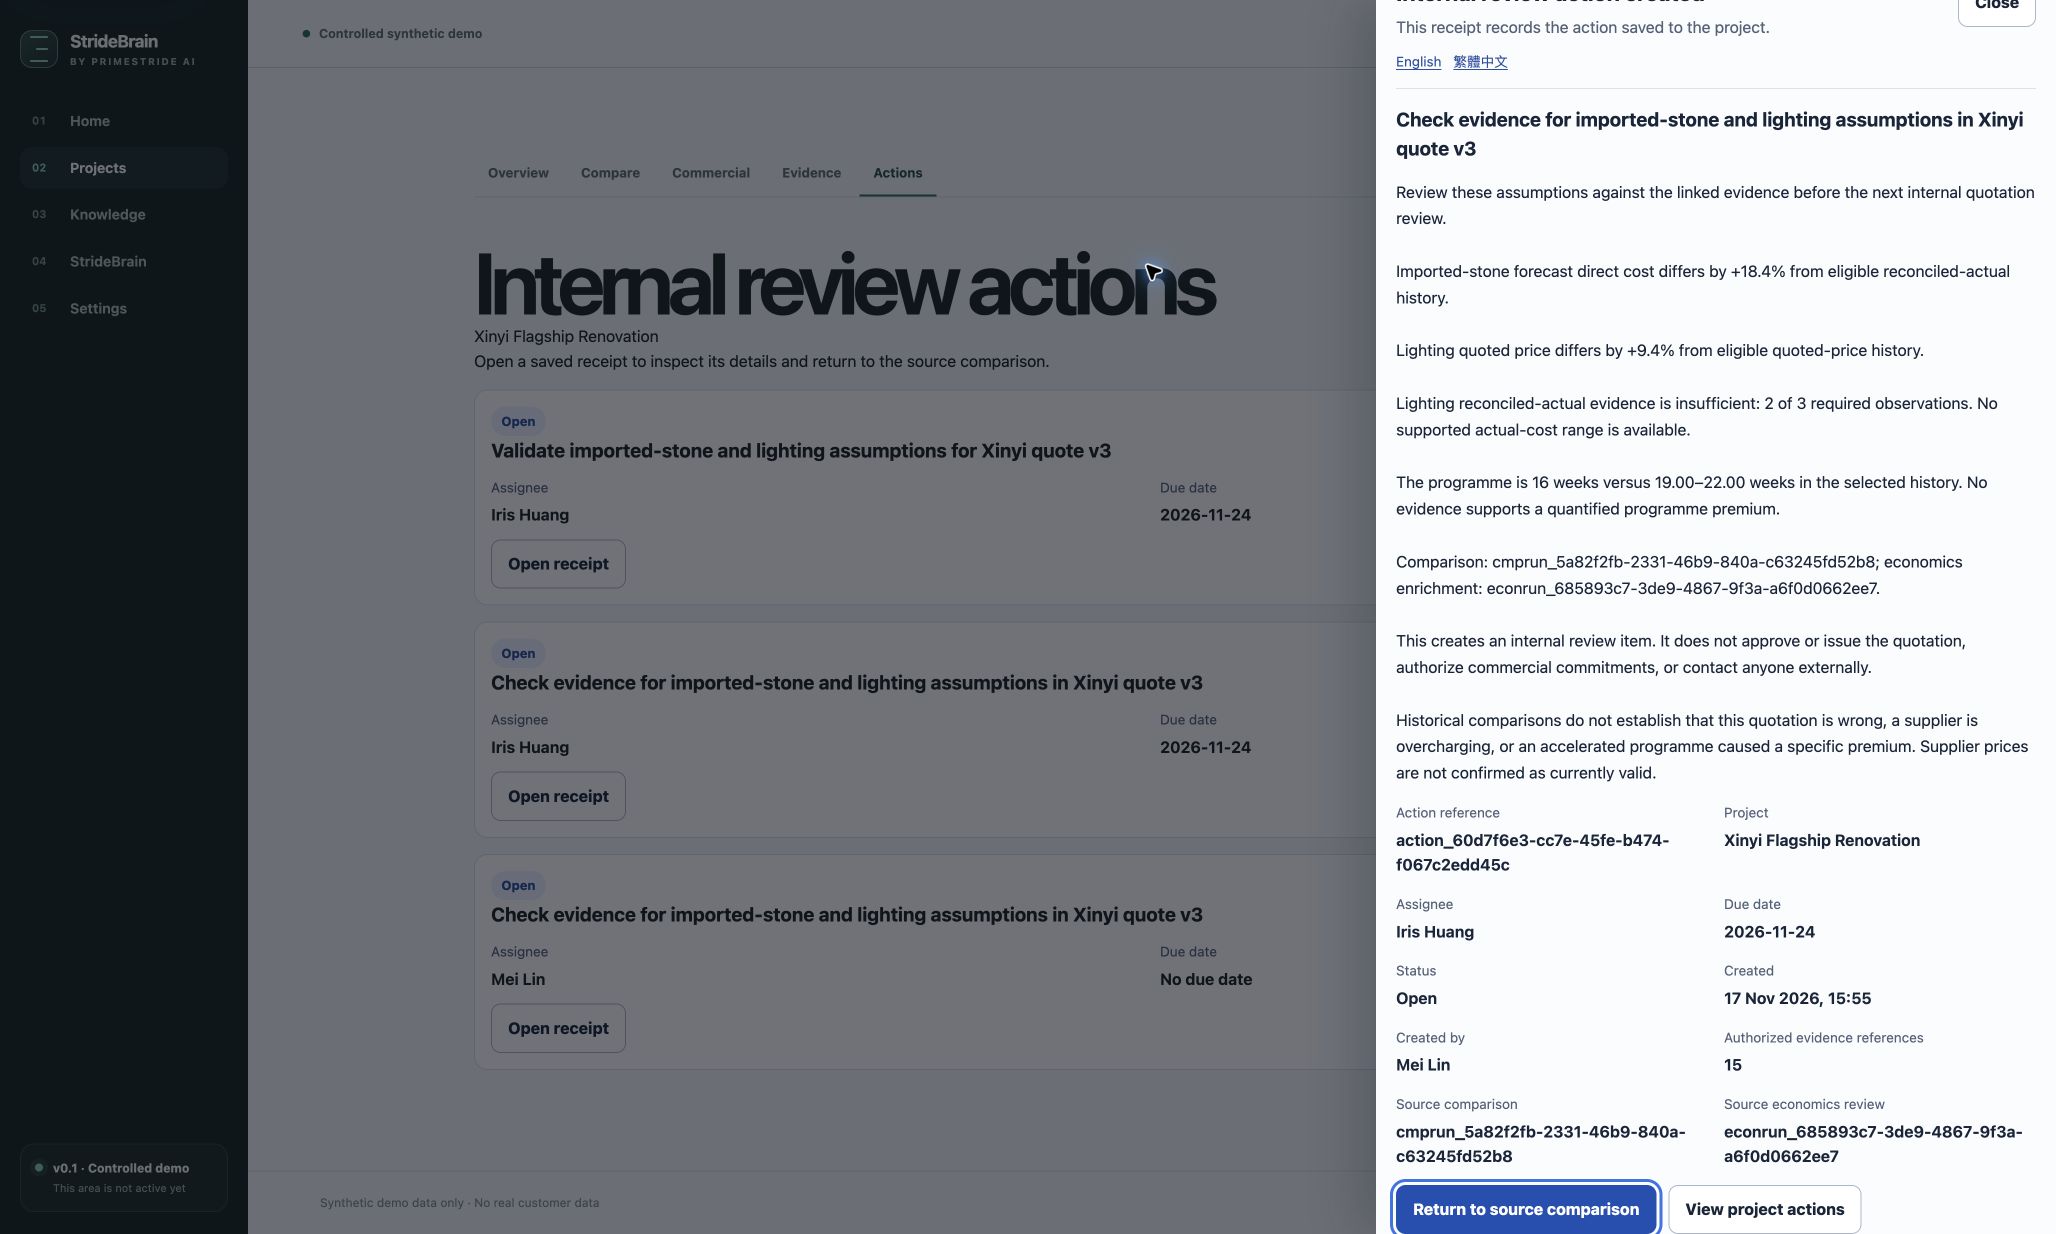 StrideBrain
BY PRIMESTRIDE AI
01 Home
02 Projects
03 Knowledge
04 StrideBrain
05 Settings
v0.1 · Controlled demo
This area is not active yet
Controlled synthetic demo
Overview Compare Commercial Evidence Actions
Internal review actions
Xinyi Flagship Renovation
Open a saved receipt to inspect its details and return to the source comparison.
Open
Validate imported-stone and lighting assumptions for Xinyi quote v3
Assignee Due date
Iris Huang 2026-11-24
Open receipt
Open
Check evidence for imported-stone and lighting assumptions in Xinyi quote v3
Assignee Due date
Iris Huang 2026-11-24
Open receipt
Open
Check evidence for imported-stone and lighting assumptions in Xinyi quote v3
Assignee Due date
Mei Lin No due date
Open receipt
Synthetic demo data only · No real customer data
Internal review action created
Close
This receipt records the action saved to the project.
English 繁體中文
Check evidence for imported-stone and lighting assumptions in Xinyi
quote v3
Review these assumptions against the linked evidence before the next internal quotation
review.
Imported-stone forecast direct cost differs by +18.4% from eligible reconciled-actual
history.
Lighting quoted price differs by +9.4% from eligible quoted-price history.
Lighting reconciled-actual evidence is insufficient: 2 of 3 required observations. No
supported actual-cost range is available.
The programme is 16 weeks versus 19.00–22.00 weeks in the selected history. No
evidence supports a quantified programme premium.
Comparison: cmprun_5a82f2fb-2331-46b9-840a-c63245fd52b8; economics
enrichment: econrun_685893c7-3de9-4867-9f3a-a6f0d0662ee7.
This creates an internal review item. It does not approve or issue the quotation,
authorize commercial commitments, or contact anyone externally.
Historical comparisons do not establish that this quotation is wrong, a supplier is
overcharging, or an accelerated programme caused a specific premium. Supplier prices
are not confirmed as currently valid.
Action reference Project
action_60d7f6e3-cc7e-45fe-b474- Xinyi Flagship Renovation
f067c2edd45c
Assignee Due date
Iris Huang 2026-11-24
Status Created
Open 17 Nov 2026, 15:55
Created by Authorized evidence references
Mei Lin 15
Source comparison Source economics review
cmprun_5a82f2fb-2331-46b9-840a- econrun_685893c7-3de9-4867-9f3a-
c63245fd52b8 a6f0d0662ee7
Return to source comparison View project actions